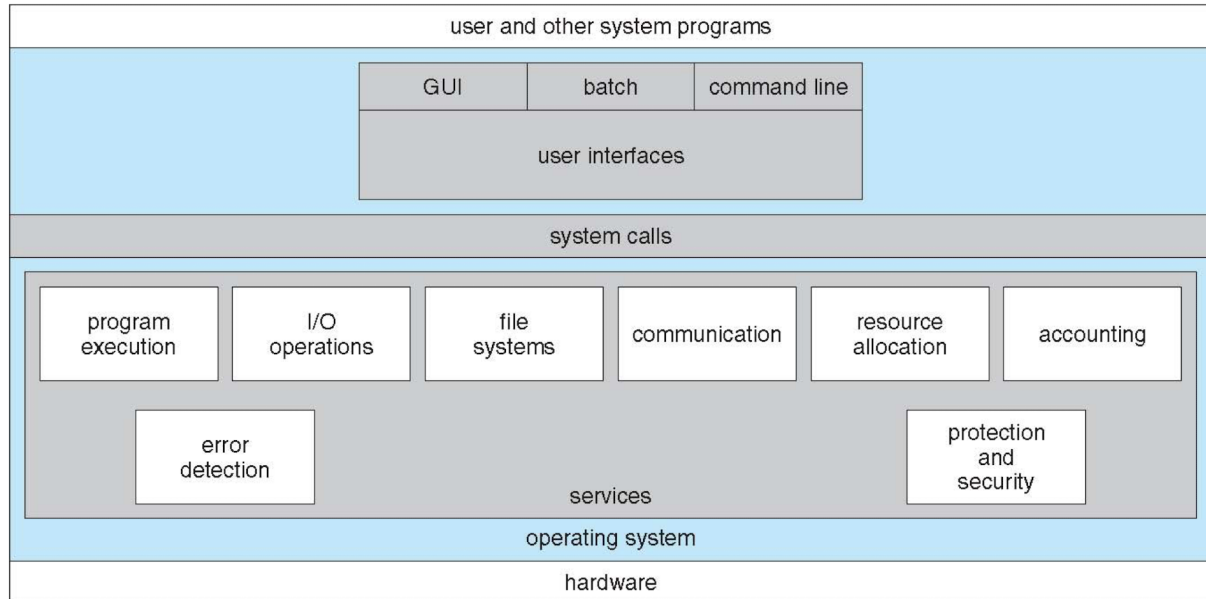 user and other system programs
GUI
batch
command line
user interfaces
system calls
program
execution
I/O
operations
file
systems
communication
resource
allocation
accounting
error
detection
protection
and
security
services
operating system
hardware